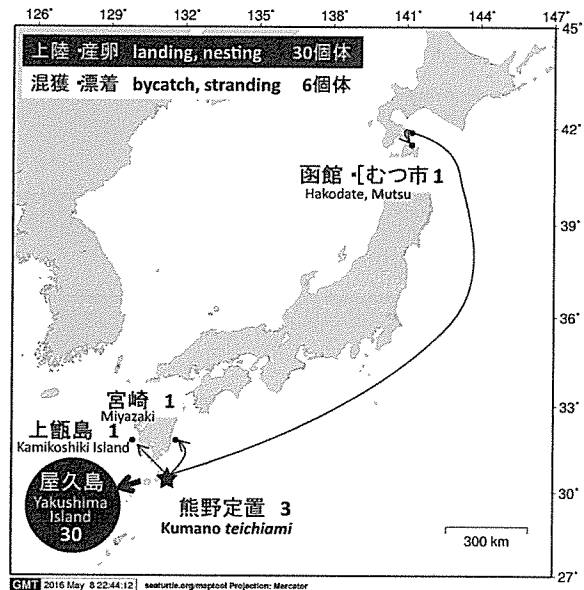 126° 129° 132° 135° 138° 141° 144° 147°
上陸・産卵 landing, nesting 30個体
混獲・漂着 bycatch, stranding 6個体
45°
42°
函館・[むつ市 1
Hakodate, Mutsu
39°
36°
33°
宮崎 1
Miyazaki
上甑島 1
Kamikoshiki Island
屋久島
Yakushima
Island
30
30°
熊野定置 3
Kumano teichiami
300 km
27°
GMT 2016 May 8 22:44:12 seaturtle.org/maptool Projection: Mercator